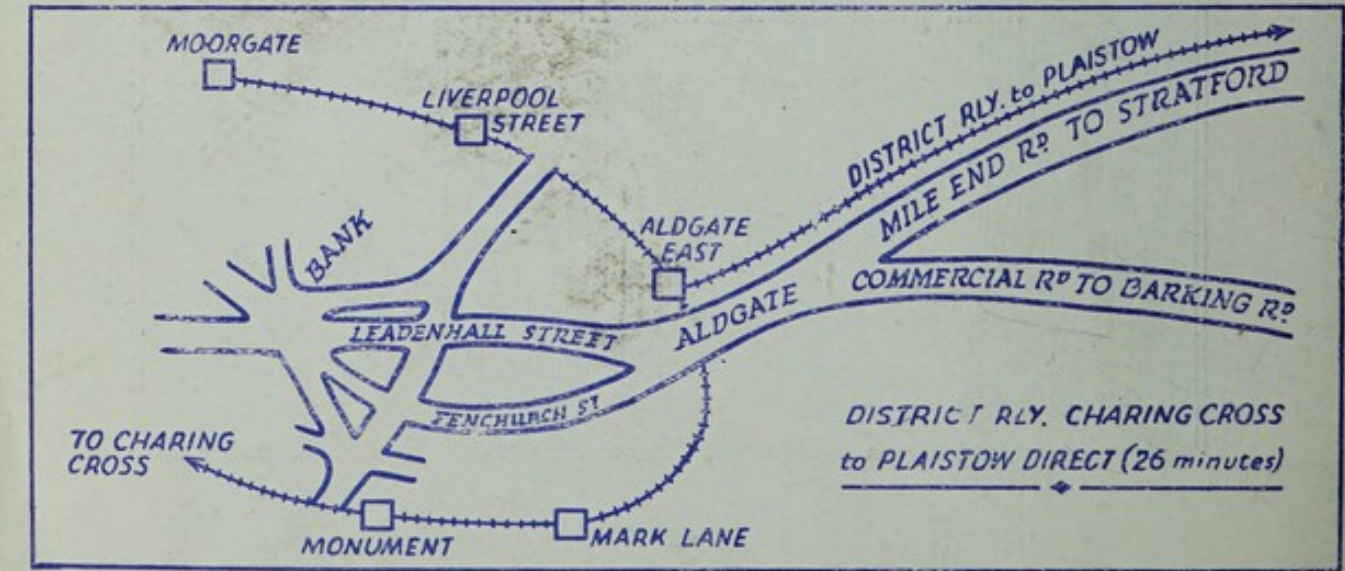 MOORGATE
LIVERPOOL
STREET
DISTRICT RLY. to PLAISTOW
MILE END Rᴰ TO STRATFORD
ALDGATE
EAST
BANK
COMMERCIAL Rᴰ TO BARKING Rᴰ
ALDGATE
LEADENHALL STREET
FENCHURCH Sᵀ
DISTRICT RLY. CHARING CROSS
to PLAISTOW DIRECT (26 minutes)
TO CHARING
CROSS
MONUMENT
MARK LANE